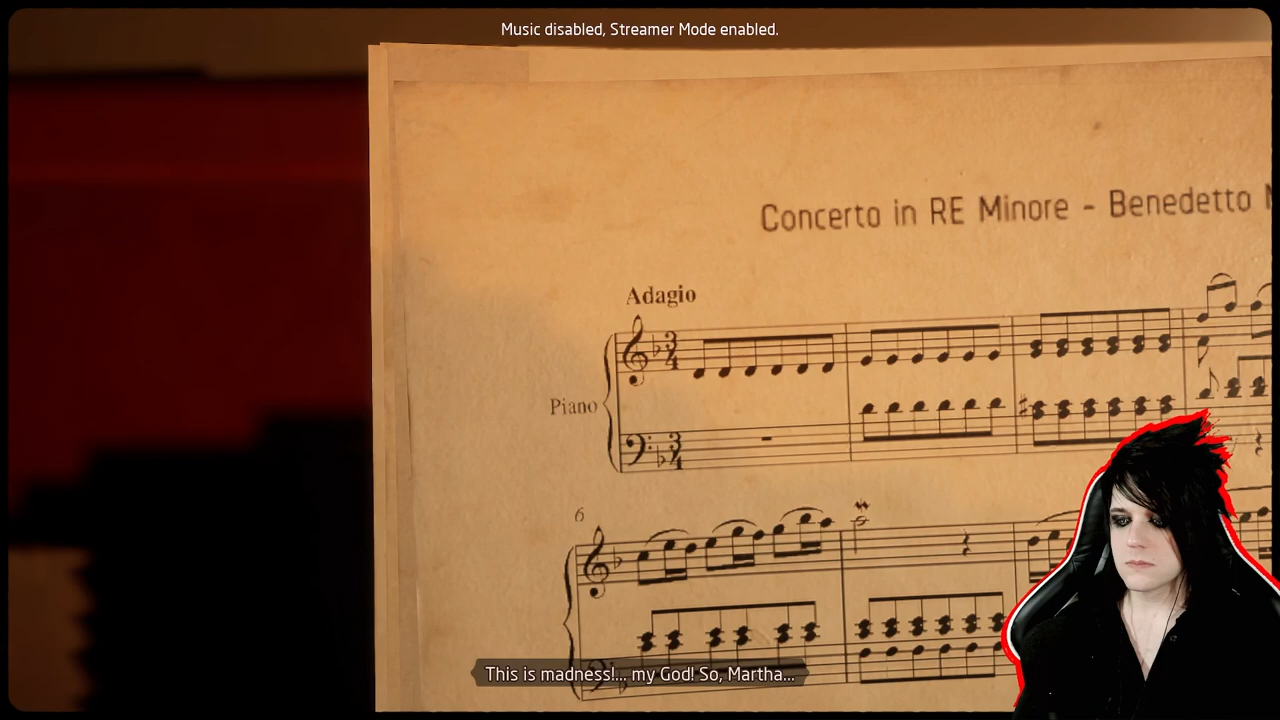 Music disabled, Streamer Mode enabled.
Concerto in RE Minore - Benedetto
Adagio
Piano
6
This is madness!... my God! So, Martha...